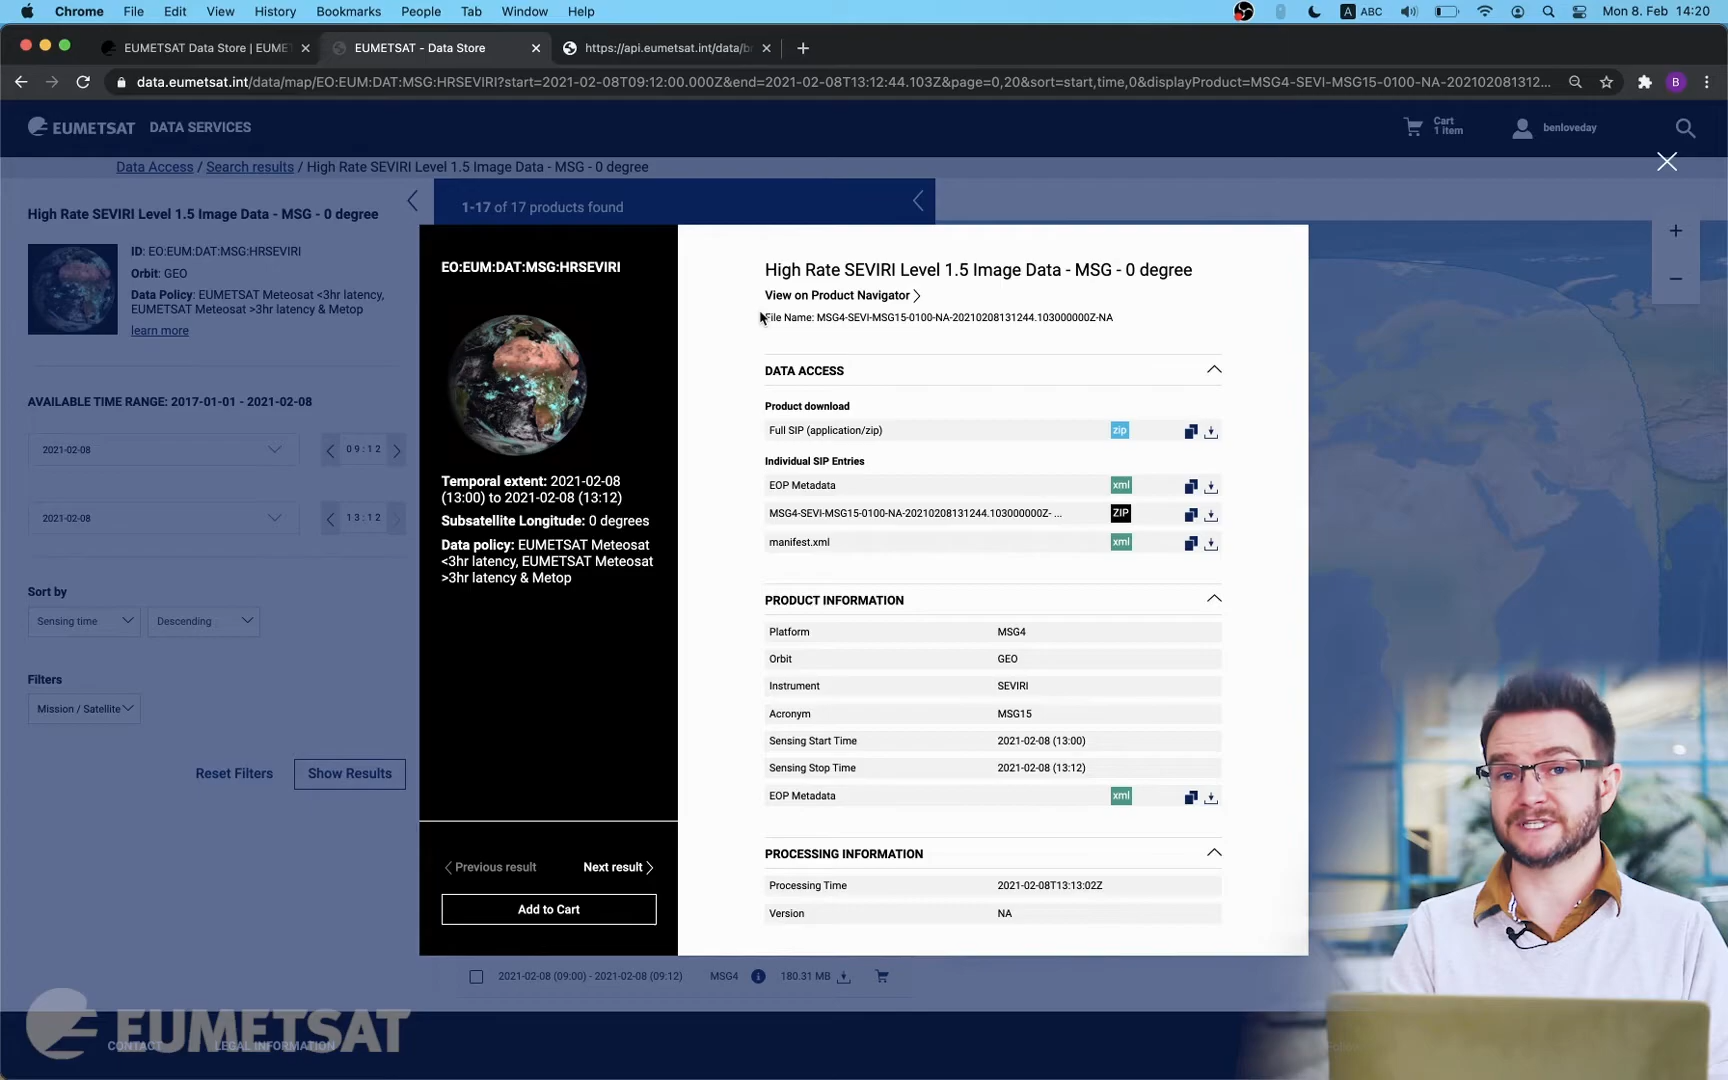 Chrome File Edit View History Bookmarks People Tab Window Help
A ABC Mon 8. Feb 14:20
EUMETSAT Data Store | EUMET
EUMETSAT - Data Store
https://api.eumetsat.int/data/br
data.eumetsat.int/data/map/EO:EUM:DAT:MSG:HRSEVIRI?start=2021-02-08T09:12:00.000Z&end=2021-02-08T13:12:44.103Z&page=0,20&sort=start,time,0&displayProduct=MSG4-SEVI-MSG15-0100-NA-202102081312...
B
EUMETSAT DATA SERVICES
Cart
1 item
benloveday
Data Access / Search results / High Rate SEVIRI Level 1.5 Image Data - MSG - 0 degree
High Rate SEVIRI Level 1.5 Image Data - MSG - 0 degree
ID: EO:EUM:DAT:MSG:HRSEVIRI
Orbit: GEO
Data Policy: EUMETSAT Meteosat <3hr latency,
EUMETSAT Meteosat >3hr latency & Metop
learn more
AVAILABLE TIME RANGE: 2017-01-01 - 2021-02-08
2021-02-08
09:12
2021-02-08
13:12
Sort by
Sensing time
Descending
Filters
Mission / Satellite
Reset Filters
Show Results
1-17 of 17 products found
EO:EUM:DAT:MSG:HRSEVIRI
Temporal extent: 2021-02-08
(13:00) to 2021-02-08 (13:12)
Subsatellite Longitude: 0 degrees
Data policy: EUMETSAT Meteosat
<3hr latency, EUMETSAT Meteosat
>3hr latency & Metop
Previous result
Next result
Add to Cart
High Rate SEVIRI Level 1.5 Image Data - MSG - 0 degree
View on Product Navigator
File Name: MSG4-SEVI-MSG15-0100-NA-20210208131244.103000000Z-NA
DATA ACCESS
Product download
Full SIP (application/zip) zip
Individual SIP Entries
EOP Metadata xml
MSG4-SEVI-MSG15-0100-NA-20210208131244.103000000Z- ... ZIP
manifest.xml xml
PRODUCT INFORMATION
Platform MSG4
Orbit GEO
Instrument SEVIRI
Acronym MSG15
Sensing Start Time 2021-02-08 (13:00)
Sensing Stop Time 2021-02-08 (13:12)
EOP Metadata xml
PROCESSING INFORMATION
Processing Time 2021-02-08T13:13:02Z
Version NA
2021-02-08 (09:00) - 2021-02-08 (09:12) MSG4 180.31 MB
EUMETSAT
CONTACT
LEGAL INFORMATION